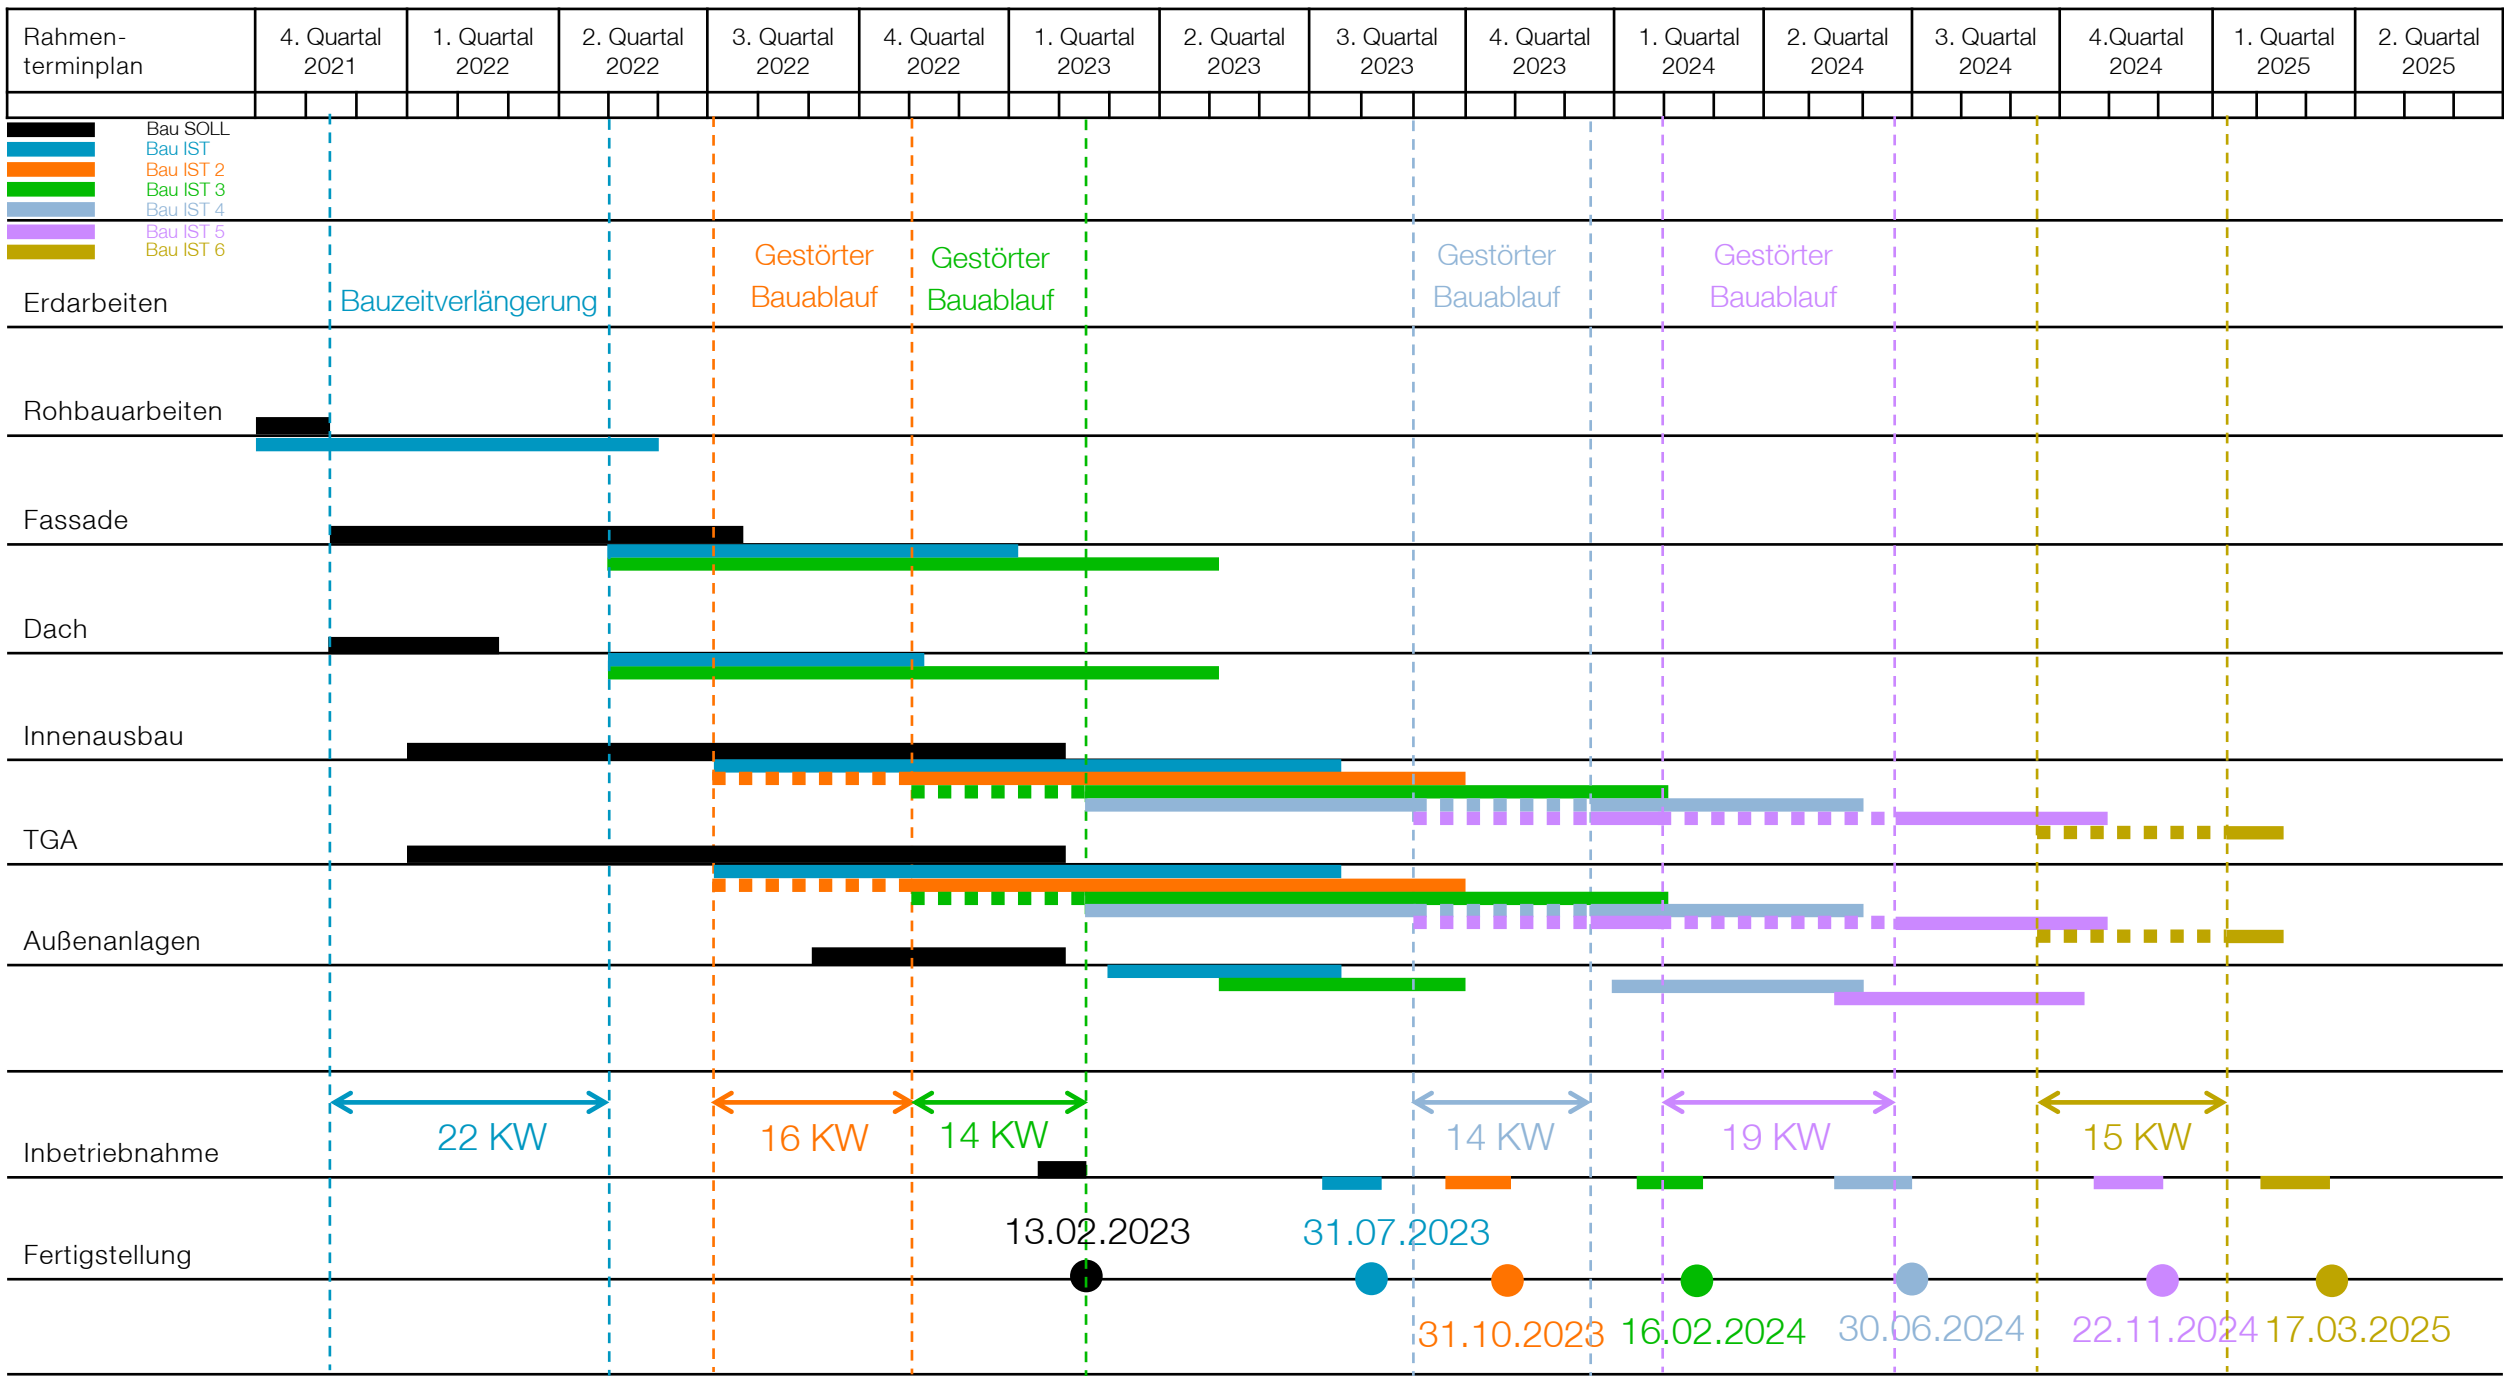 Rahmen-
terminplan
4. Quartal
2021
1. Quartal
2022
2. Quartal
2022
3. Quartal
2022
4. Quartal
2022
1. Quartal
2023
2. Quartal
2023
3. Quartal
2023
4. Quartal
2023
1. Quartal
2024
2. Quartal
2024
3. Quartal
2024
4.Quartal
2024
1. Quartal
2025
2. Quartal
2025
Bau SOLL
Bau IST
Bau IST 2
Bau IST 3
Bau IST 4
Bau IST 5
Bau IST 6
Erdarbeiten
Bauzeitverlängerung
Gestörter
Bauablauf
Gestörter
Bauablauf
Gestörter
Bauablauf
Gestörter
Bauablauf
Rohbauarbeiten
Fassade
Dach
Innenausbau
TGA
Außenanlagen
Inbetriebnahme
22 KW
16 KW
14 KW
14 KW
19 KW
15 KW
Fertigstellung
13.02.2023
31.07.2023
31.10.2023
16.02.2024
30.06.2024
22.11.2024
17.03.2025